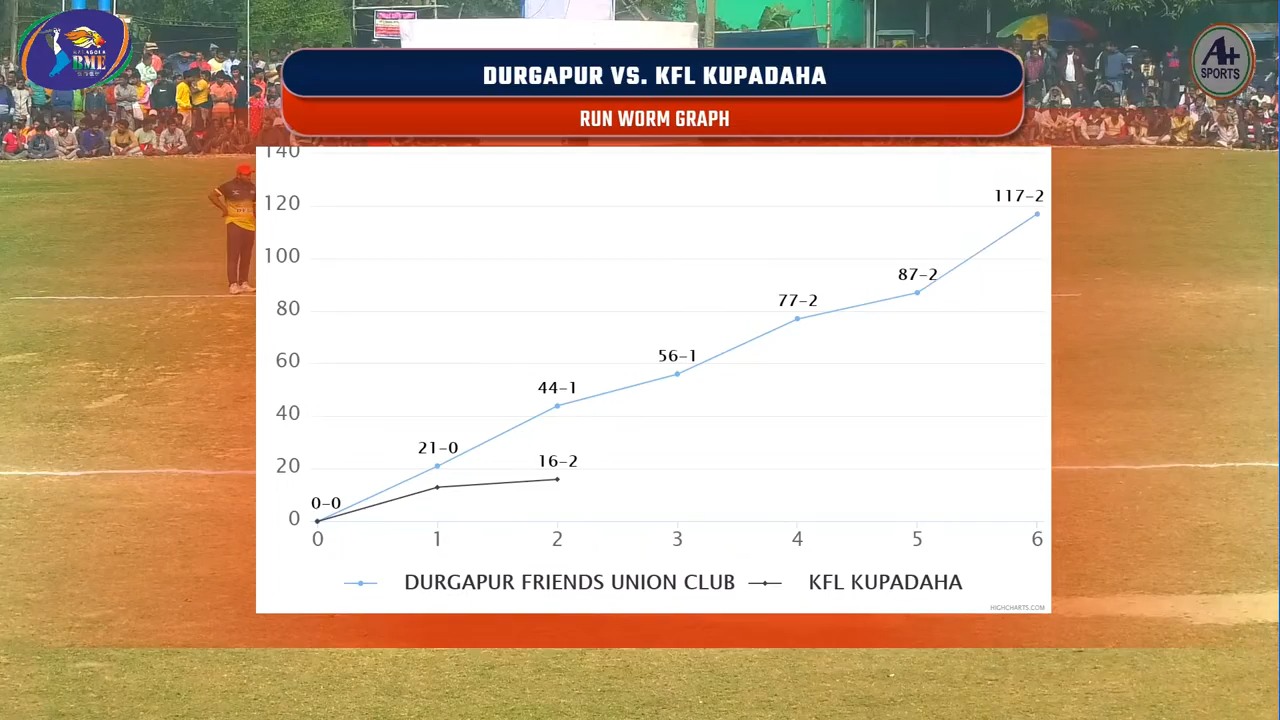 BME
A+
SPORTS
DURGAPUR VS. KFL KUPADAHA
RUN WORM GRAPH
140
120
100
80
60
40
20
0
117-2
87-2
77-2
56-1
44-1
21-0
16-2
0-0
0 1 2 3 4 5 6
DURGAPUR FRIENDS UNION CLUB KFL KUPADAHA
HIGHCHARTS.COM